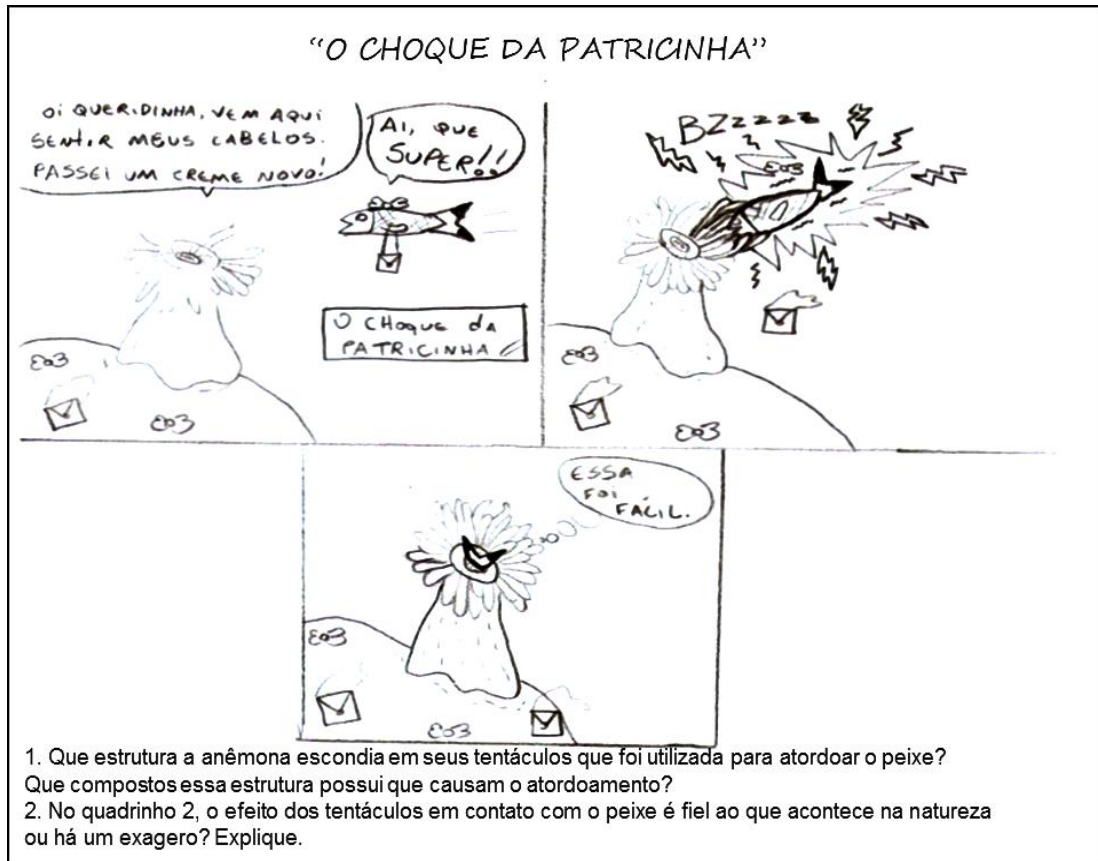 "O CHOQUE DA PATRICINHA"
OI QUERIDINHA, VEM AQUI
SENTIR MEUS CABELOS.
PASSEI UM CREME NOVO!
AI, QUE
SUPER!!
O CHOQUE da
PATRICINHA
BZzzzzz
ESSA
FOI
FÁCIL.
1. Que estrutura a anêmona escondia em seus tentáculos que foi utilizada para atordoar o peixe?
Que compostos essa estrutura possui que causam o atordoamento?
2. No quadrinho 2, o efeito dos tentáculos em contato com o peixe é fiel ao que acontece na natureza
ou há um exagero? Explique.